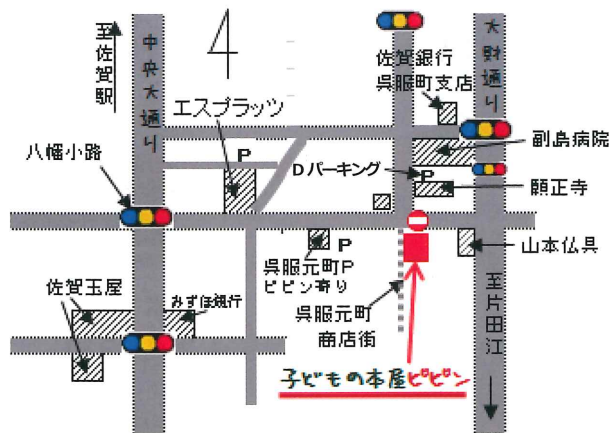 至佐賀駅
中央大通り
エスプラッツ
佐賀銀行
呉服町支店
大財通り
副島病院
八幡小路
P
Dパーキング
P
願正寺
P
呉服元町P
ピピン寄り
山本仏具
佐賀玉屋
みずほ銀行
呉服元町
商店街
至片田江
子どもの本屋ピピン